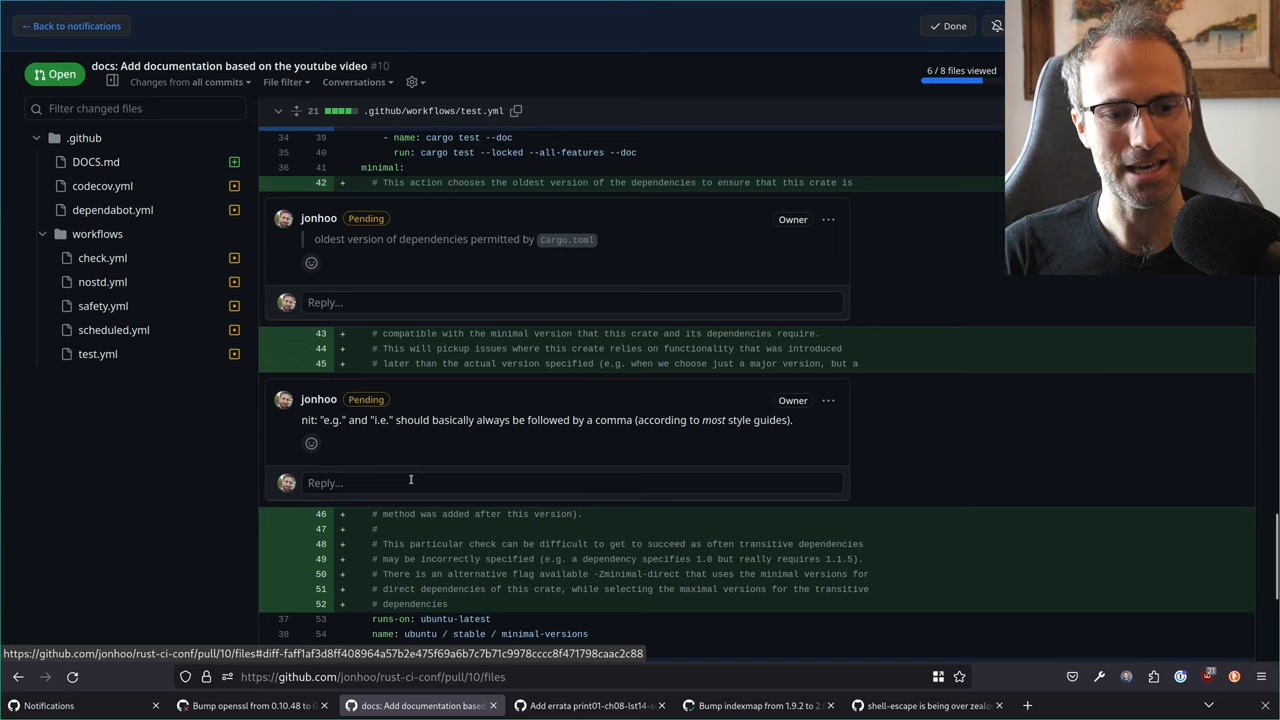 ← Back to notifications
Done
Open
docs: Add documentation based on the youtube video #10
Changes from all commits
File filter
Conversations
6 / 8 files viewed
Filter changed files
.github
DOCS.md
codecov.yml
dependabot.yml
workflows
check.yml
nostd.yml
safety.yml
scheduled.yml
test.yml
21 .github/workflows/test.yml
34 39 - name: cargo test --doc
35 40 run: cargo test --locked --all-features --doc
36 41 minimal:
42 + # This action chooses the oldest version of the dependencies to ensure that this crate is
jonhoo Pending Owner
oldest version of dependencies permitted by Cargo.toml
Reply...
43 + # compatible with the minimal version that this crate and its dependencies require.
44 + # This will pickup issues where this create relies on functionality that was introduced
45 + # later than the actual version specified (e.g. when we choose just a major version, but a
jonhoo Pending Owner
nit: "e.g." and "i.e." should basically always be followed by a comma (according to most style guides).
Reply...
46 + # method was added after this version).
47 + #
48 + # This particular check can be difficult to get to succeed as often transitive dependencies
49 + # may be incorrectly specified (e.g. a dependency specifies 1.0 but really requires 1.1.5).
50 + # There is an alternative flag available -Zminimal-direct that uses the minimal versions for
51 + # direct dependencies of this crate, while selecting the maximal versions for the transitive
52 + # dependencies
37 53 runs-on: ubuntu-latest
38 54 name: ubuntu / stable / minimal-versions
https://github.com/jonhoo/rust-ci-conf/pull/10/files#diff-faff1af3d8ff408964a57b2e475f69a6b7c7b71c9978cccc8f471798caac2c88
https://github.com/jonhoo/rust-ci-conf/pull/10/files
21
Notifications
Bump openssl from 0.10.48 to 0
docs: Add documentation based
Add errata print01-ch08-lst14-s
Bump indexmap from 1.9.2 to 2.
shell-escape is being over zealo